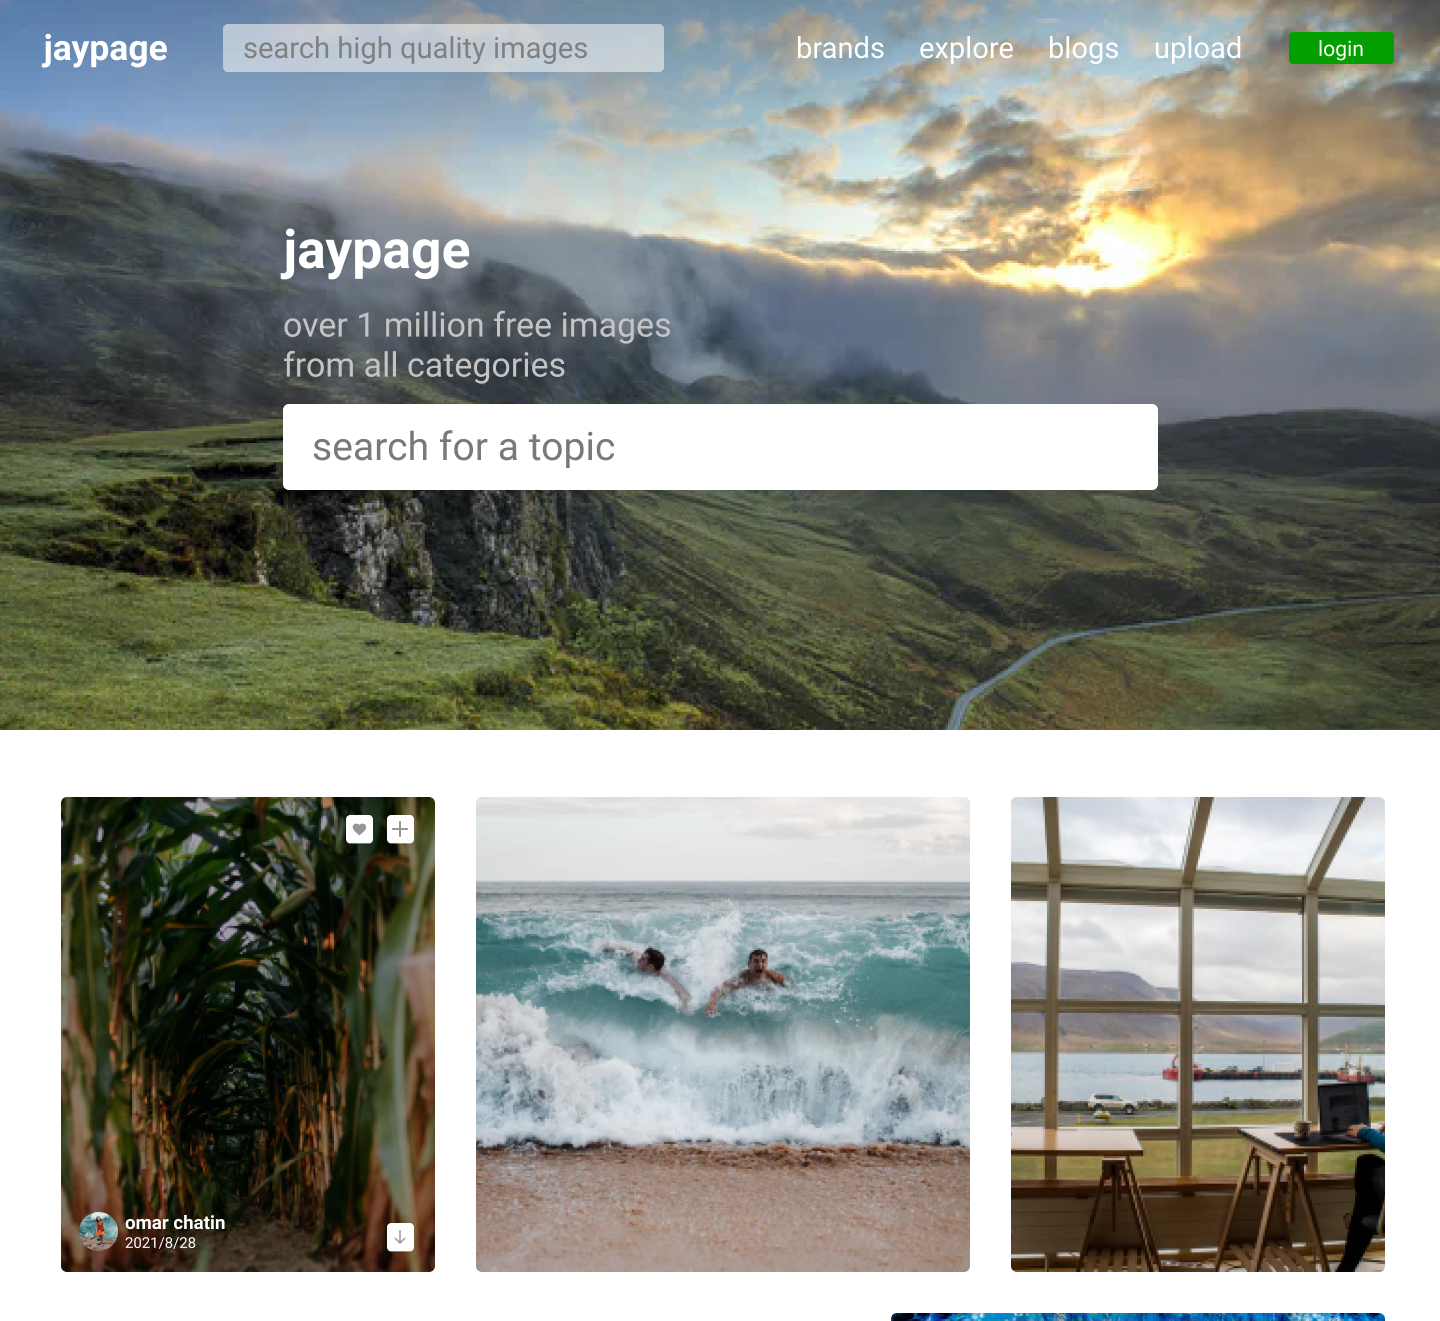 jaypage
search high quality images
brands
explore
blogs
upload
login
jaypage
over 1 million free images
from all categories
search for a topic
omar chatin
2021/8/28